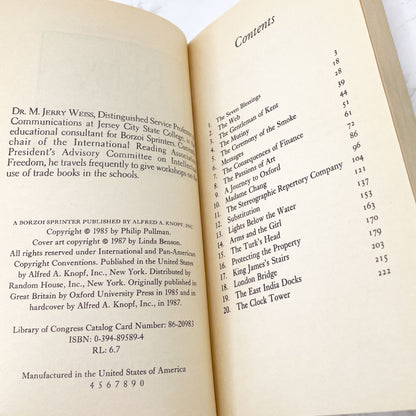 DR. M. JERRY WEISS, Distinguished Service Professor
Communications at Jersey City State College, is
educational consultant for Borzoi Sprinters.
chair of the International Reading Association
President's Advisory Committee on Intellectual
Freedom, he travels frequently to give workshops on
use of trade books in the schools.
A BORZOI SPRINTER PUBLISHED BY ALFRED A. KNOPF, INC.
Copyright © 1985 by Philip Pullman.
Cover art copyright © 1987 by Linda Benson.
All rights reserved under International and Pan-American
Copyright Conventions. Published in the United States
by Alfred A. Knopf, Inc., New York. Distributed by
Random House, Inc., New York. Originally published in
Great Britain by Oxford University Press in 1985 and in
hardcover by Alfred A. Knopf, Inc., in 1987.
Library of Congress Catalog Card Number: 86-20983
ISBN: 0-394-89589-4
RL: 6.7
Manufactured in the United States of America
4 5 6 7 8 9 0
Contents
1. The Seven Blessings 3
2. The Web 18
3. The Gentleman of Kent
4. The Mutiny
5. The Ceremony of the Smoke
6. Messages 51
7. The Consequences of Finance 61
8. The Passions of Art
9. A Journey to Oxford 86
10. Madame Chang
11. The Stereographic Repertory Company 104
12. Substitution 121
13. Lights Below the Water 137
14. Arms and the Girl 153
15. The Turk's Head 163
16. Protecting the Property
17. King James's Stairs 179
18. London Bridge 203
19. The East India Docks
20. The Clock Tower 222